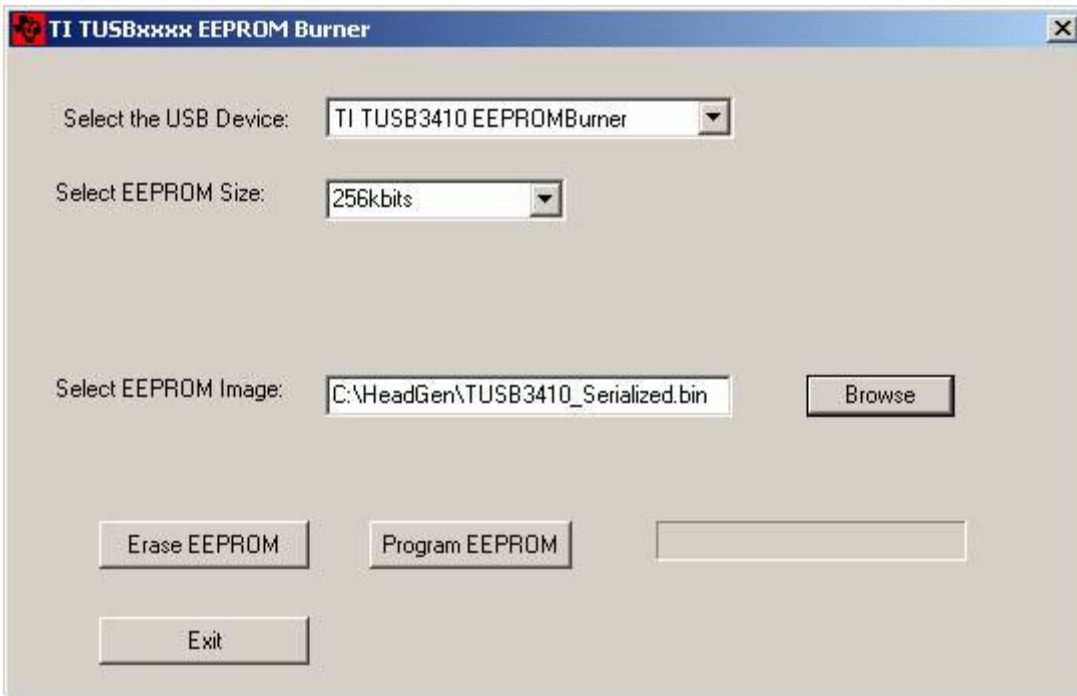 TI TUSBxxxx EEPROM Burner
Select the USB Device: TI TUSB3410 EEPROMBurner
Select EEPROM Size: 256kbits
Select EEPROM Image: C:\HeadGen\TUSB3410_Serialized.bin Browse
Erase EEPROM Program EEPROM
Exit